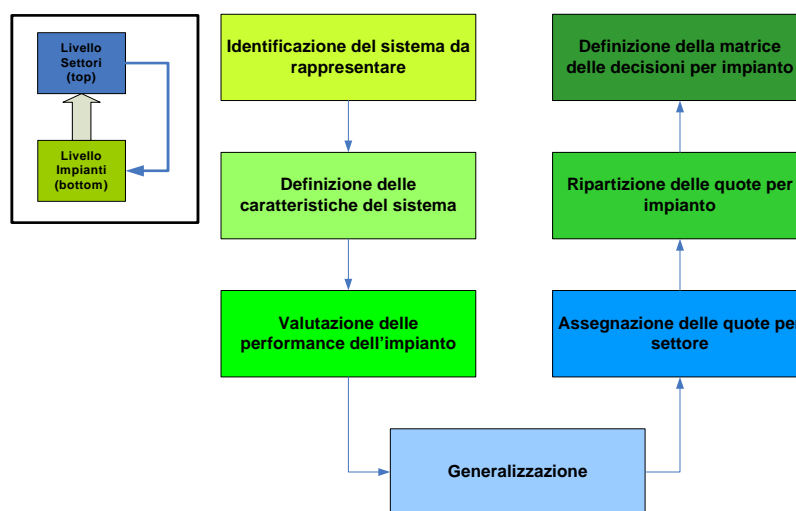 Livello
Settori
(top)
Livello
Impianti
(bottom)
Identificazione del sistema da
rappresentare
Definizione delle
caratteristiche del sistema
Valutazione delle
performance dell'impianto
Generalizzazione
Assegnazione delle quote per
settore
Ripartizione delle quote per
impianto
Definizione della matrice
delle decisioni per impianto